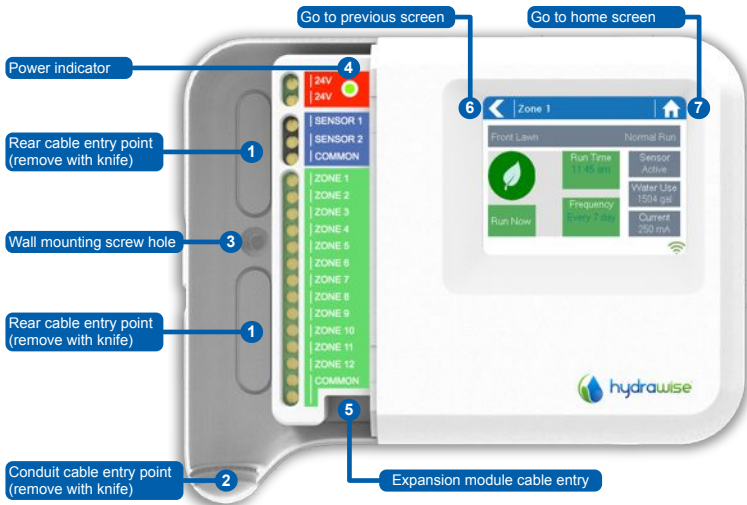 Go to previous screen
Go to home screen
Power indicator
4
24V
24V
6
Zone 1
7
Front Lawn
Normal Run
Rear cable entry point
(remove with knife)
1
SENSOR 1
SENSOR 2
COMMON
Run Time
11:45 am
Sensor
Active
ZONE 1
ZONE 2
ZONE 3
ZONE 4
ZONE 5
ZONE 6
ZONE 7
ZONE 8
ZONE 9
ZONE 10
ZONE 11
ZONE 12
COMMON
Water Use
1504 gal
Run Now
Frequency
Every 7 day
Current
250 mA
Wall mounting screw hole
3
Rear cable entry point
(remove with knife)
1
hydrawise
5
Conduit cable entry point
(remove with knife)
2
Expansion module cable entry